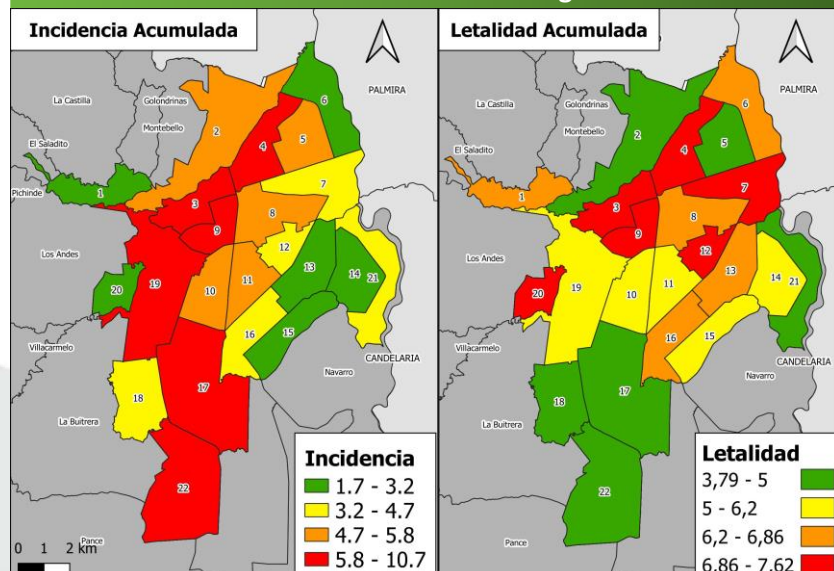 Incidencia Acumulada
PALMIRA
La Castilla
Golondrinas
Montebello
El Saladito
Pichinde
Los Andes
Villacarmelo
La Buitrera
Pance
Navarro
CANDELARIA
1
2
3
4
5
6
7
8
9
10
11
12
13
14
15
16
17
18
19
20
21
22
Incidencia
1.7 - 3.2
3.2 - 4.7
4.7 - 5.8
5.8 - 10.7
0 1 2 km
Letalidad Acumulada
PALMIRA
La Castilla
Golondrinas
Montebello
El Saladito
Pichinde
Los Andes
Villacarmelo
La Buitrera
Pance
Navarro
CANDELARIA
1
2
3
4
5
6
7
8
9
10
11
12
13
14
15
16
17
18
19
20
21
22
Letalidad
3,79 - 5
5 - 6,2
6,2 - 6,86
6,86 - 7,62